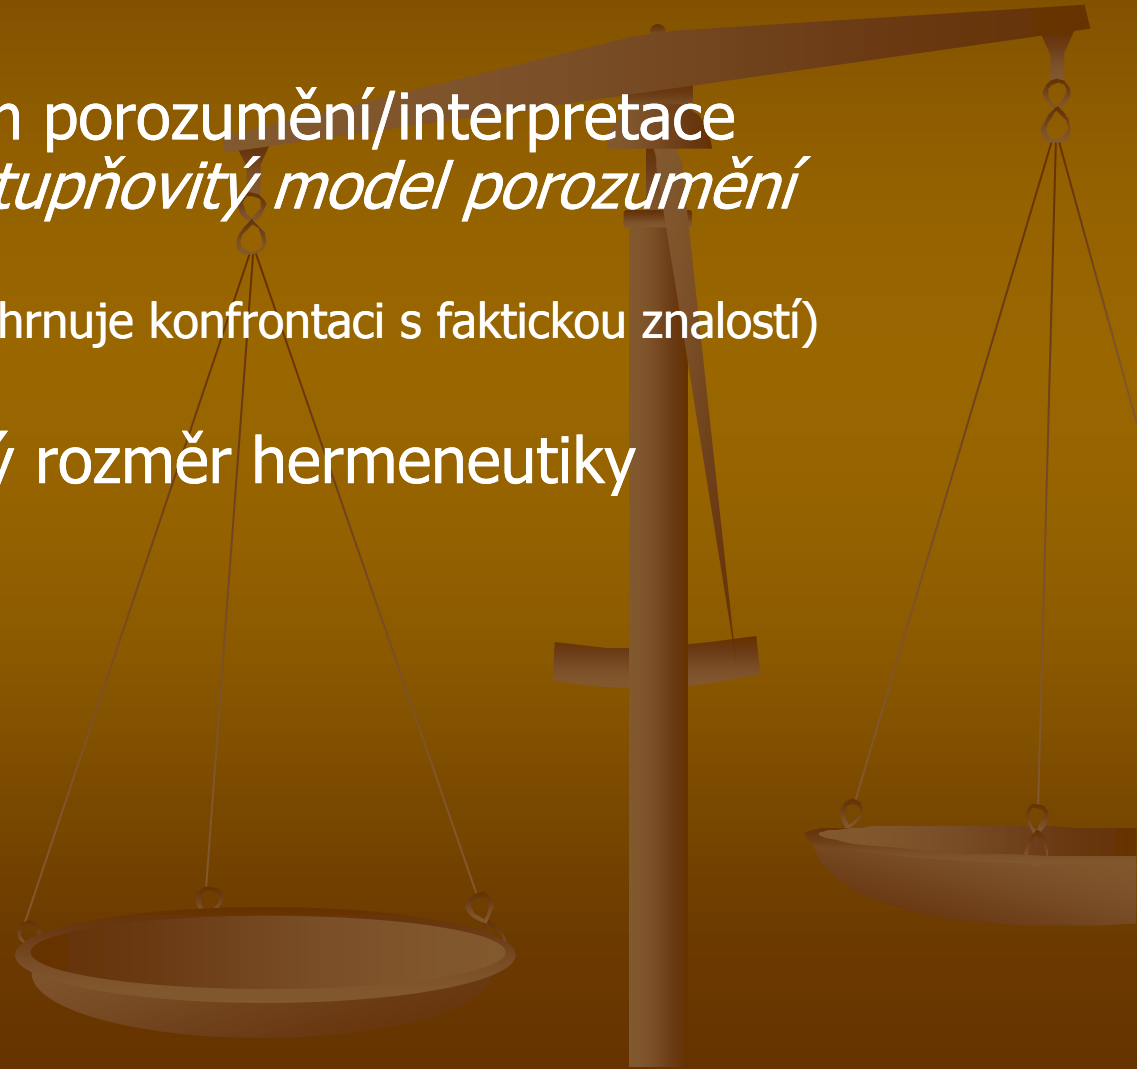 n porozumění/interpretace
tupňovitý model porozumění
hrnuje konfrontaci s faktickou znalostí)
ý rozměr hermeneutiky